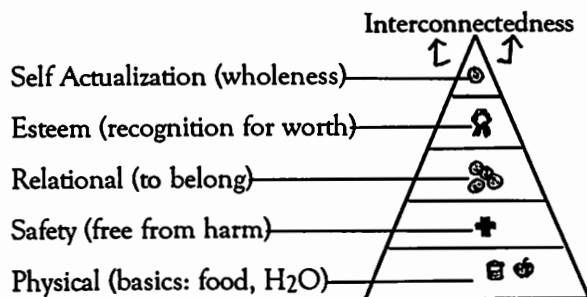 Interconnectedness
Self Actualization (wholeness)
Esteem (recognition for worth)
Relational (to belong)
Safety (free from harm)
Physical (basics: food, H2O)